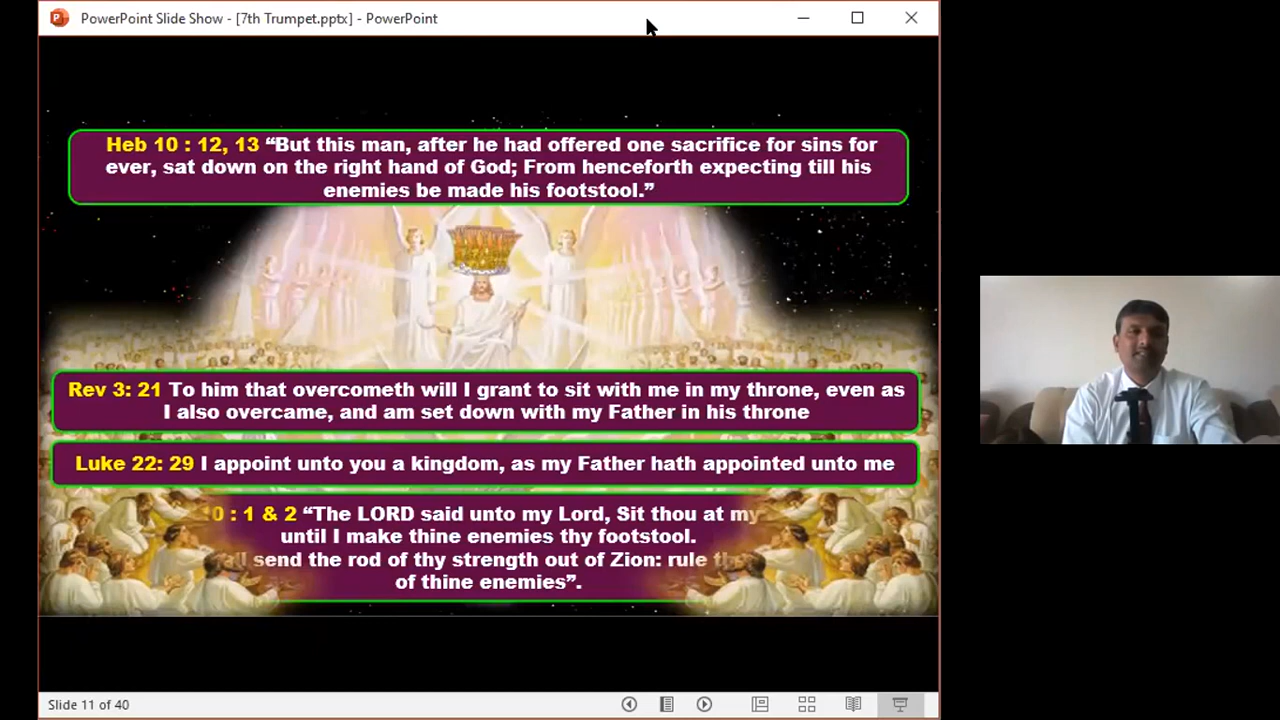 PowerPoint Slide Show - [7th Trumpet.pptx] - PowerPoint
Heb 10 : 12, 13 “But this man, after he had offered one sacrifice for sins for
ever, sat down on the right hand of God; From henceforth expecting till his
enemies be made his footstool.”
Rev 3: 21 To him that overcometh will I grant to sit with me in my throne, even as
I also overcame, and am set down with my Father in his throne
Luke 22: 29 I appoint unto you a kingdom, as my Father hath appointed unto me
0 : 1 & 2 “The LORD said unto my Lord, Sit thou at my
until I make thine enemies thy footstool.
send the rod of thy strength out of Zion: rule
of thine enemies”.
Slide 11 of 40